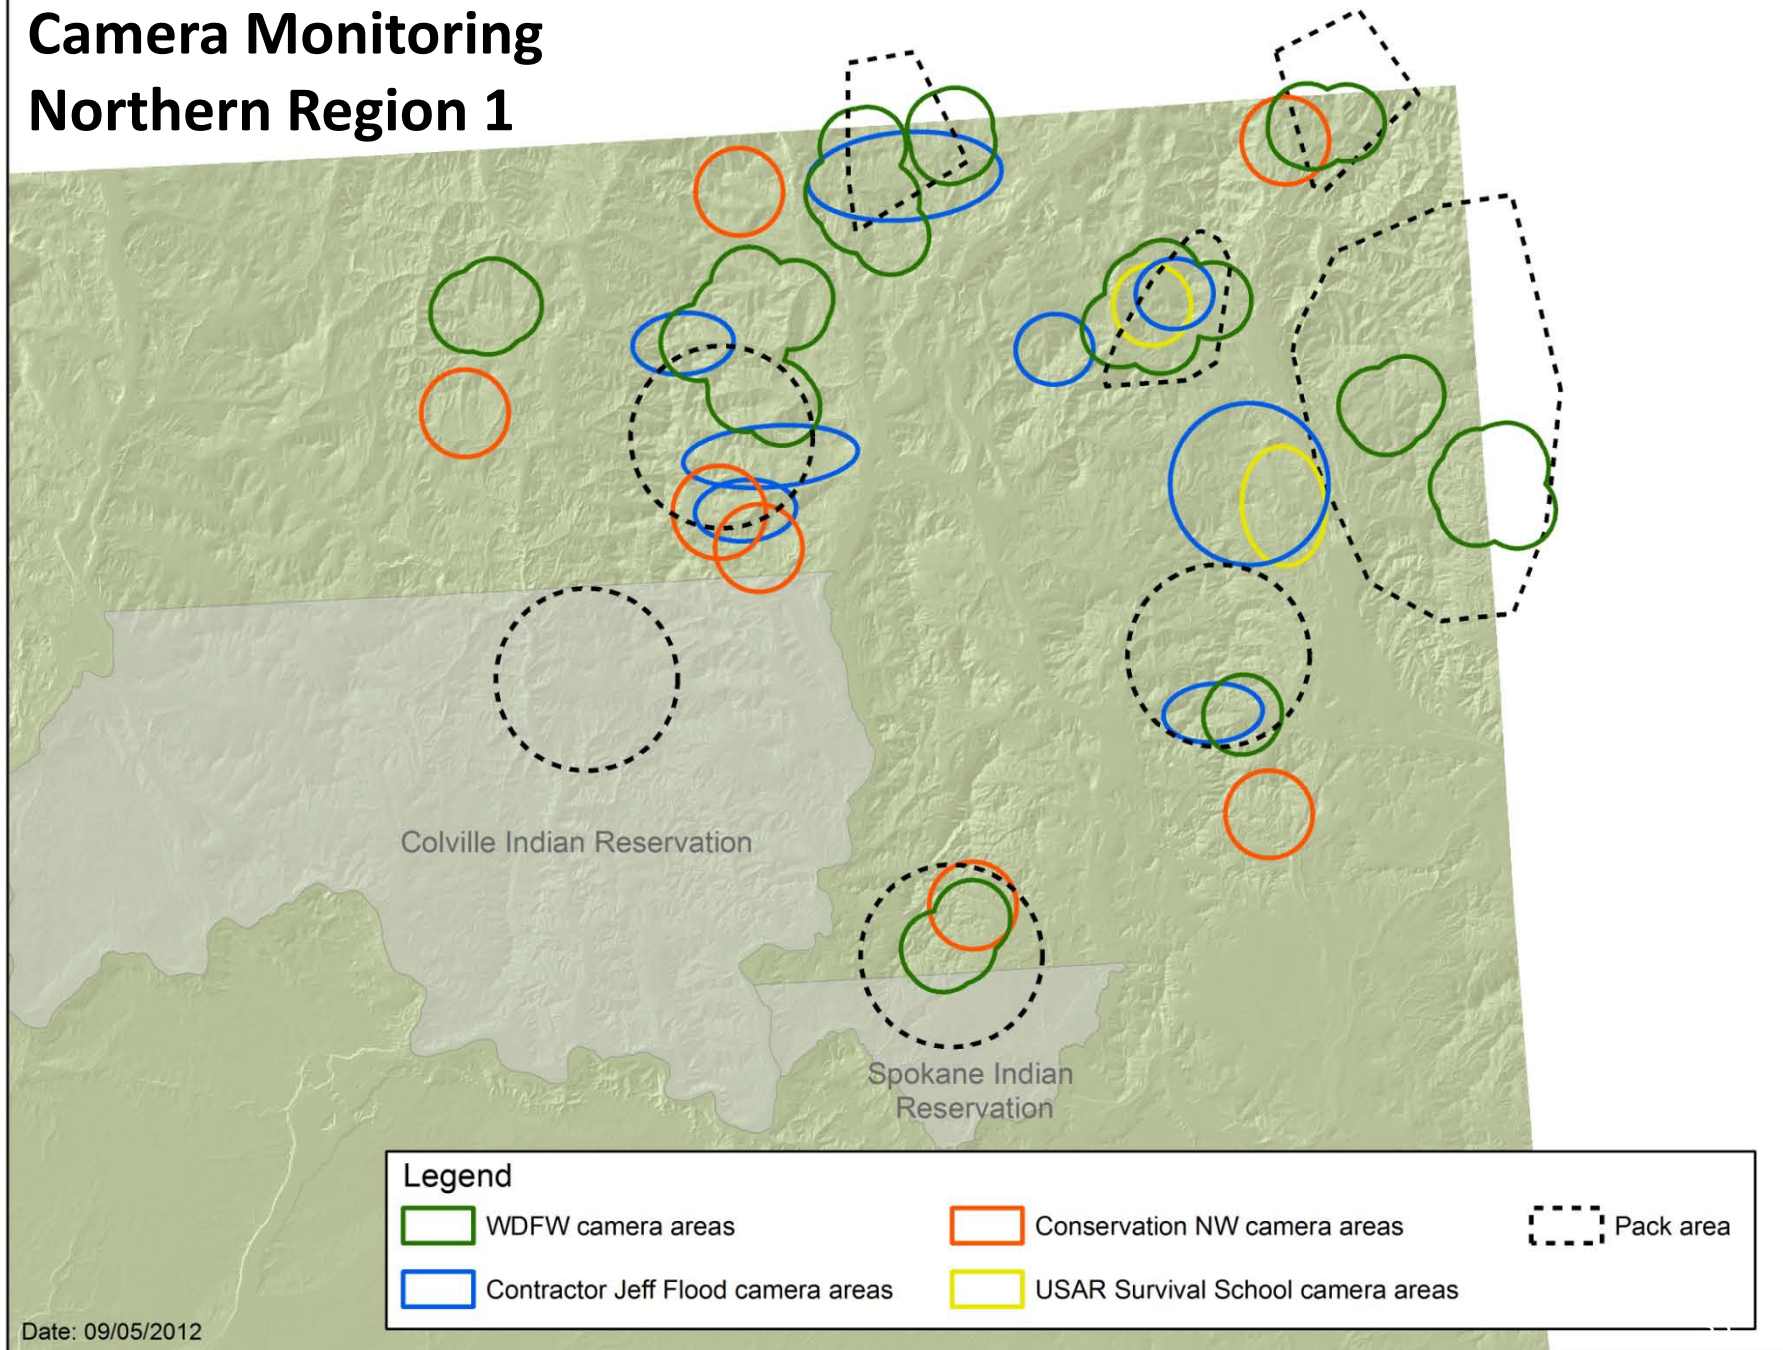 Camera Monitoring
Northern Region 1
Colville Indian Reservation
Spokane Indian
Reservation
Legend
WDFW camera areas
Conservation NW camera areas
Pack area
Contractor Jeff Flood camera areas
USAR Survival School camera areas
Date: 09/05/2012